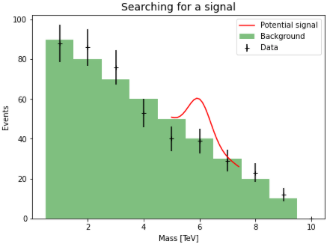 Searching for a signal
100
80
60
40
20
0
Events
Potential signal
Background
Data
2
4
6
8
10
Mass [TeV]